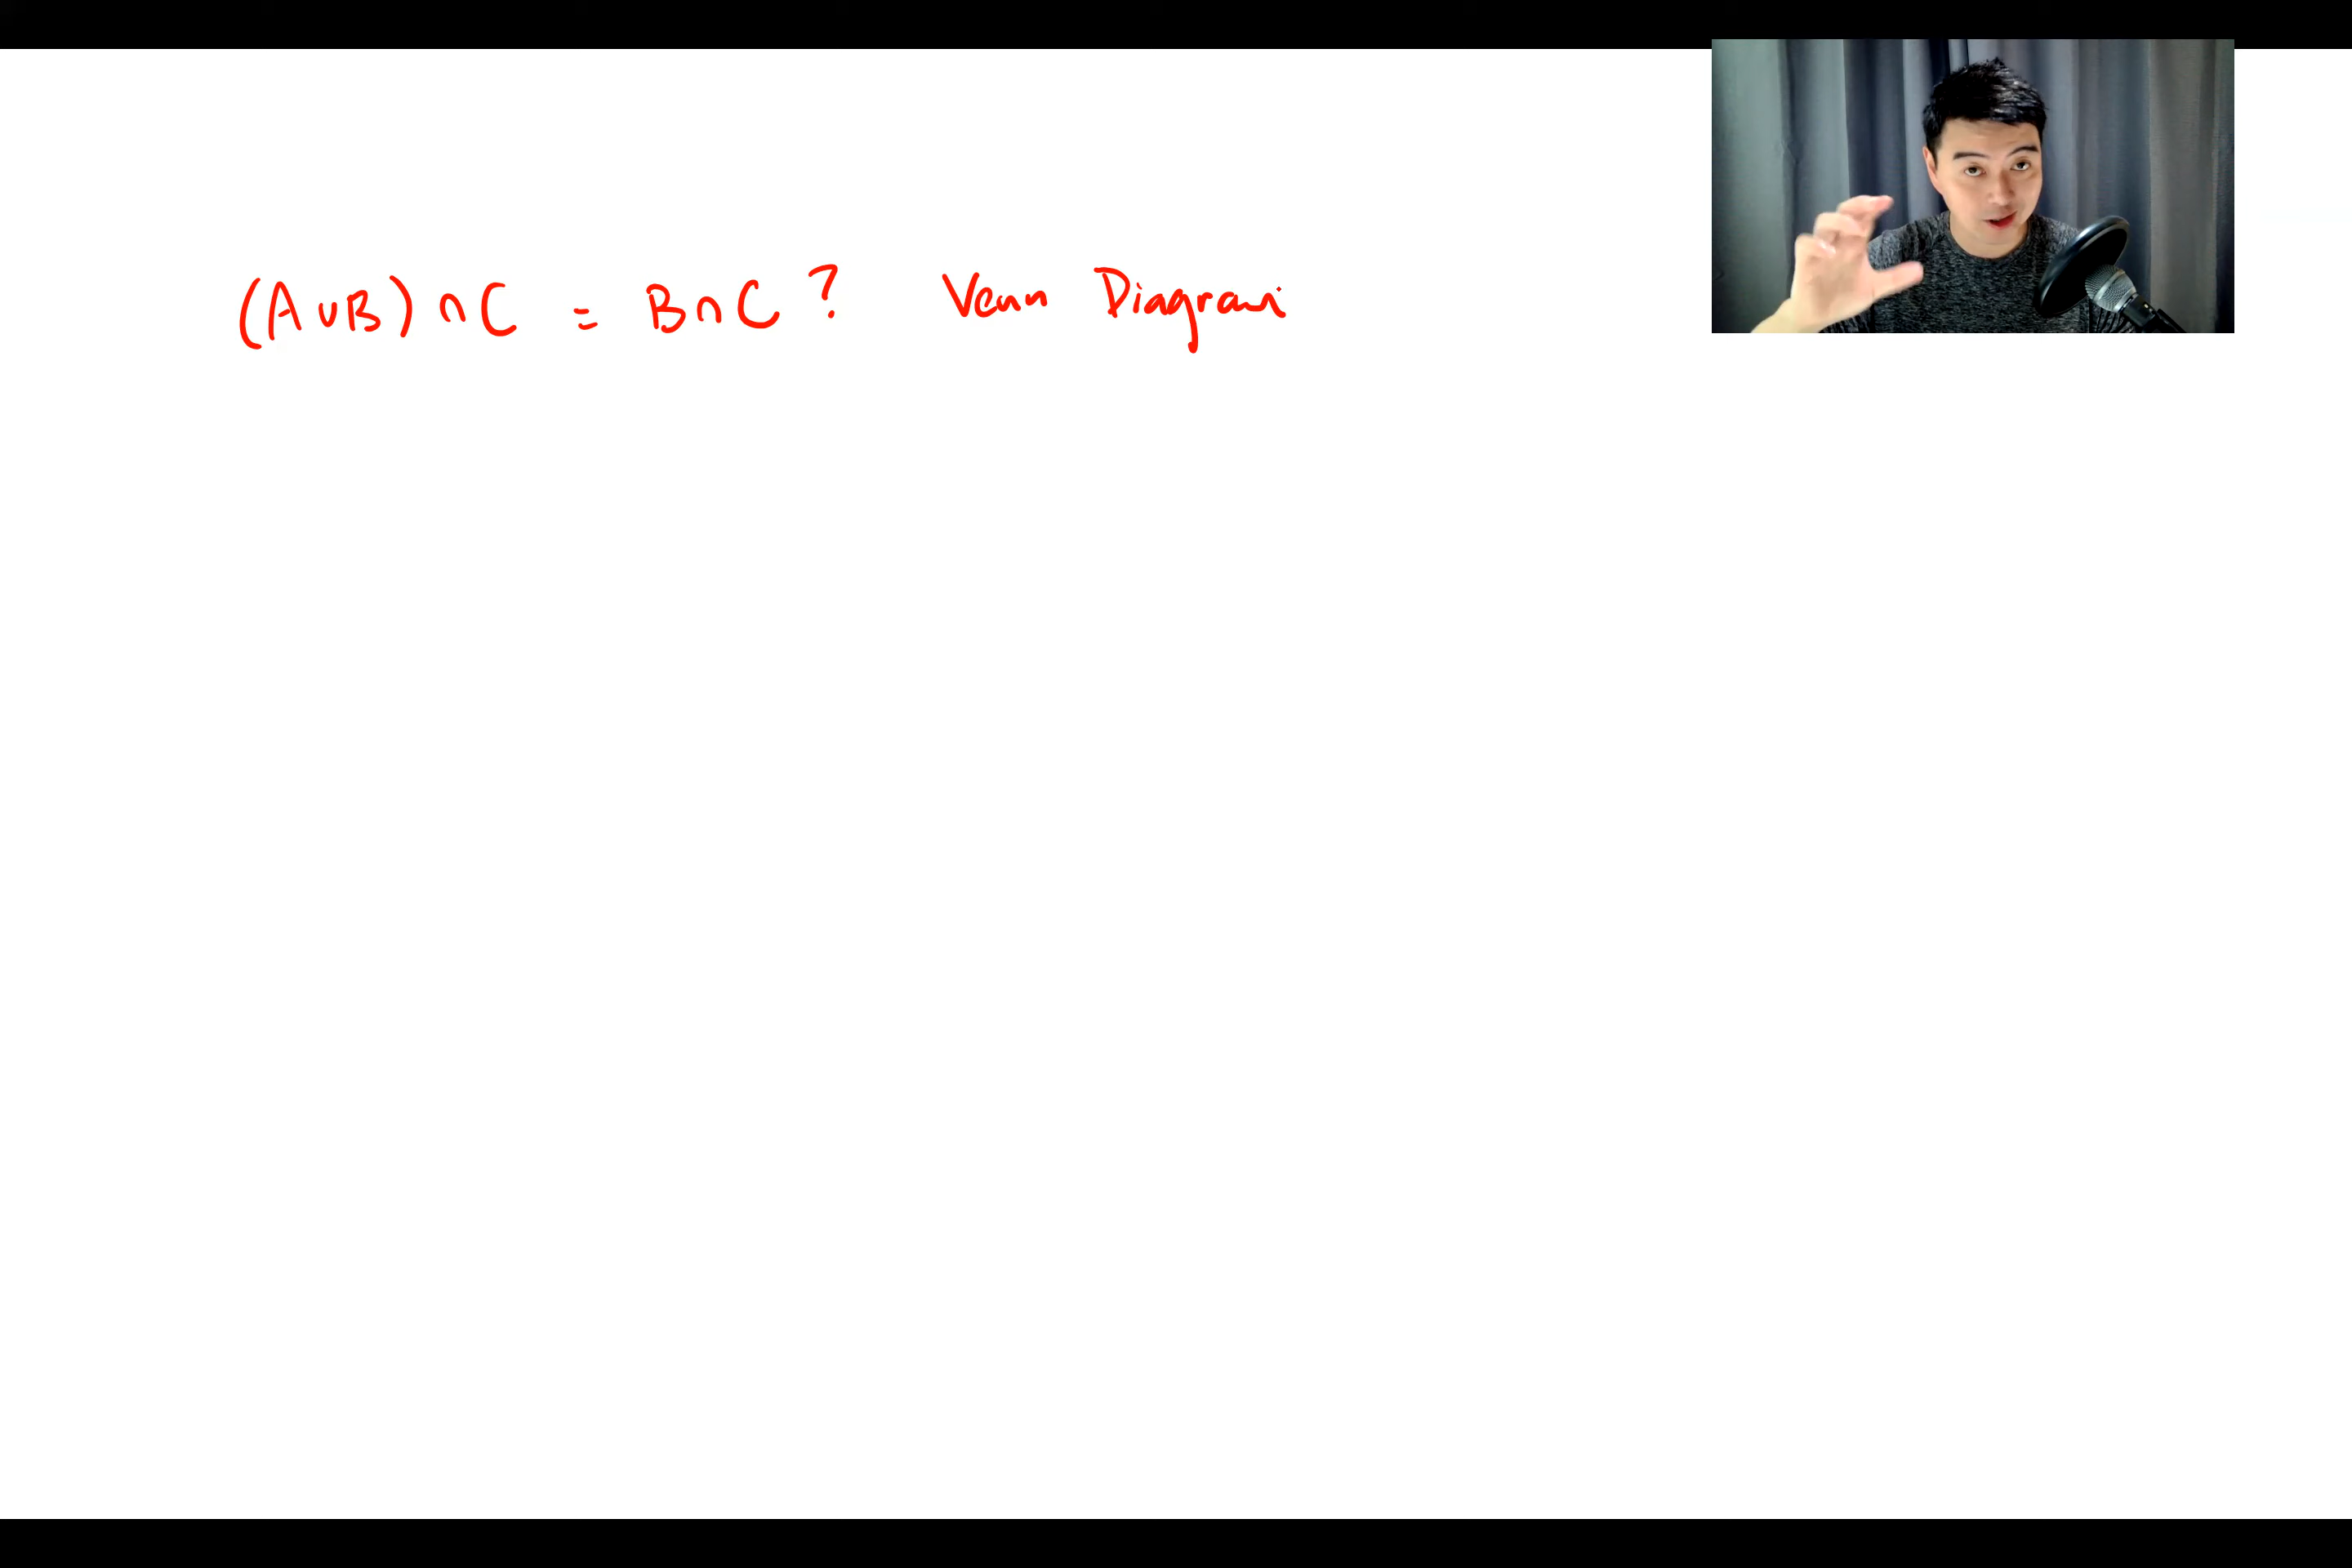 (A∪B)∩C = B∩C ? Venn Diagram